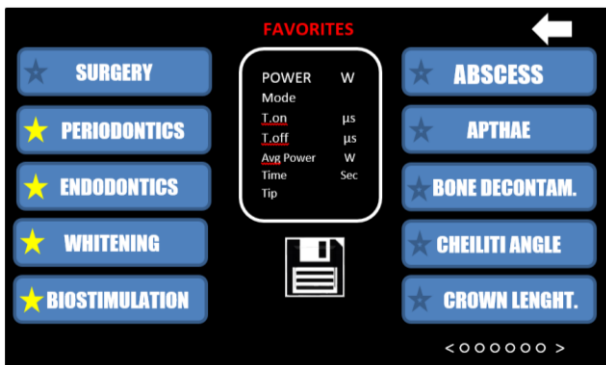 FAVORITES
SURGERY
PERIODONTICS
ENDODONTICS
WHITENING
BIOSTIMULATION
POWER W
Mode
T.on µs
T.off µs
Avg Power W
Time Sec
Tip
ABSCESS
APTHAE
BONE DECONTAM.
CHEILITI ANGLE
CROWN LENGHT.
< O O O O O O O >